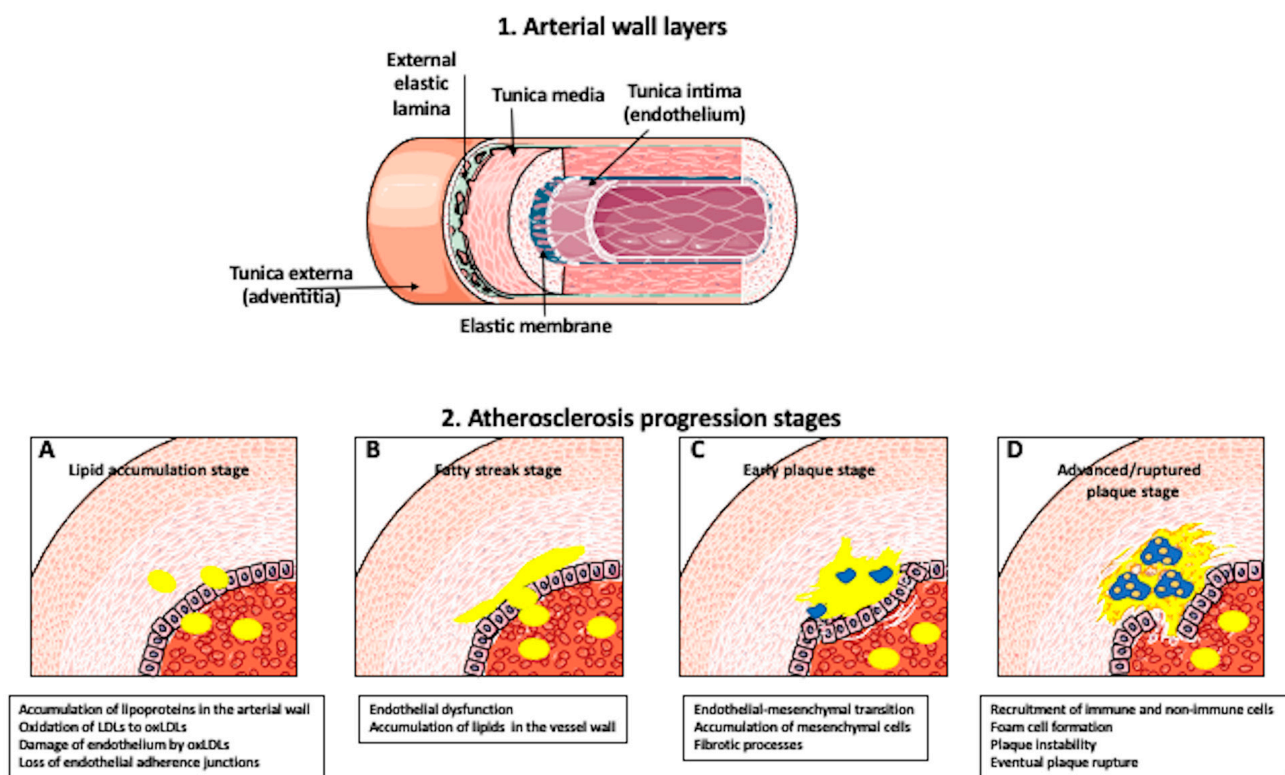 1. Arterial wall layers
External
elastic
lamina
Tunica media
Tunica intima
(endothelium)
Tunica externa
(adventitia)
Elastic membrane
2. Atherosclerosis progression stages
A
Lipid accumulation stage
B
Fatty streak stage
C
Early plaque stage
D
Advanced/ruptured
plaque stage
Accumulation of lipoproteins in the arterial wall
Oxidation of LDLs to oxLDLs
Damage of endothelium by oxLDLs
Loss of endothelial adherence junctions
Endothelial dysfunction
Accumulation of lipids in the vessel wall
Endothelial-mesenchymal transition
Accumulation of mesenchymal cells
Fibrotic processes
Recruitment of immune and non-immune cells
Foam cell formation
Plaque instability
Eventual plaque rupture